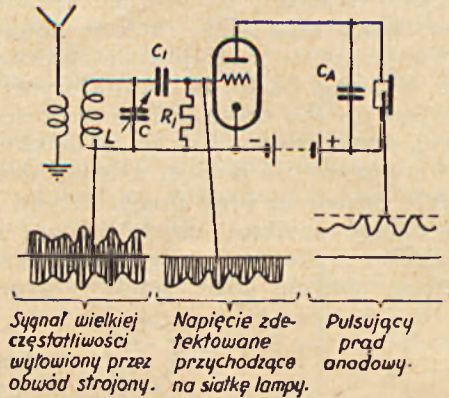 C1
CA
L
C
R1
- +
Sygnał wielkiej
częstotliwości
wyłowiony przez
obwód strojony.
Napięcie zde-
tektowane
przychodzące
na siatkę lampy.
Pulsujący
prąd
anadowy.